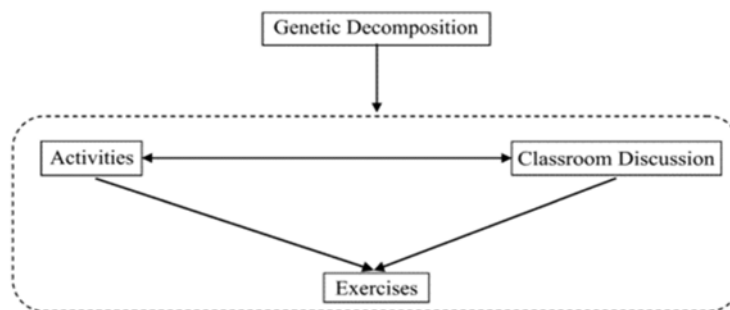 Genetic Decomposition
Activities
Classroom Discussion
Exercises